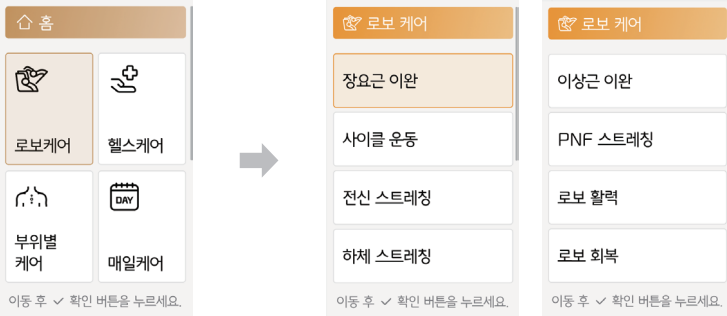 홈
로보케어
헬스케어
부위별
케어
DAY
매일케어
이동 후 ✓ 확인 버튼을 누르세요.
로보 케어
장요근 이완
사이클 운동
전신 스트레칭
하체 스트레칭
이동 후 ✓ 확인 버튼을 누르세요.
로보 케어
이상근 이완
PNF 스트레칭
로보 활력
로보 회복
이동 후 ✓ 확인 버튼을 누르세요.